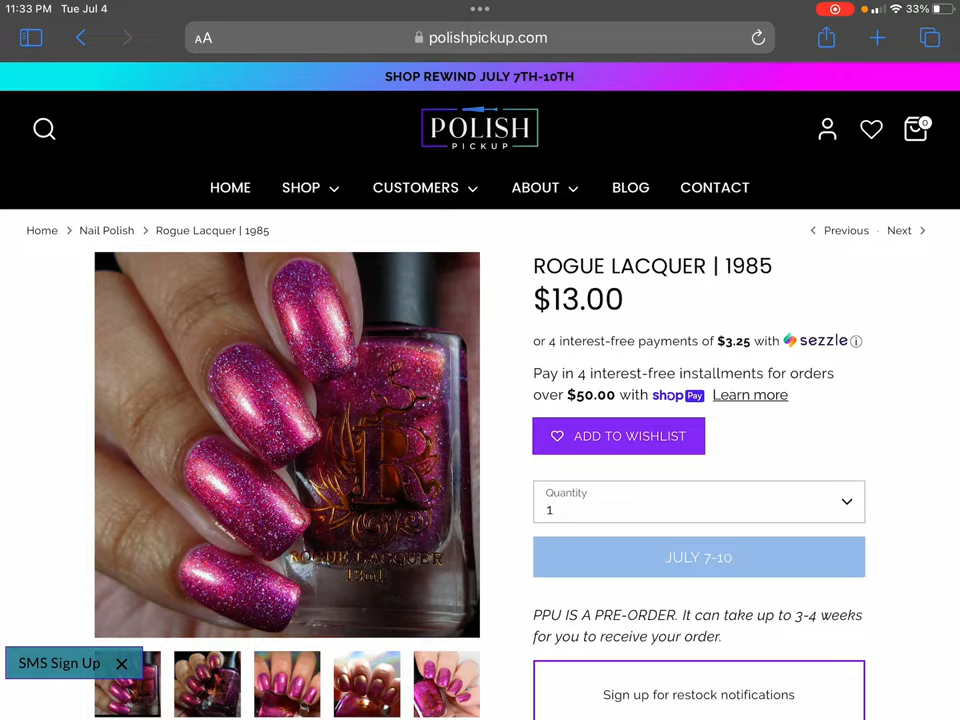 11:33 PM Tue Jul 4
33%
AA
polishpickup.com
SHOP REWIND JULY 7TH-10TH
POLISH
PICKUP
0
HOME SHOP CUSTOMERS ABOUT BLOG CONTACT
Home > Nail Polish > Rogue Lacquer | 1985
< Previous · Next >
ROGUE LACQUER | 1985
$13.00
or 4 interest-free payments of $3.25 with sezzle
Pay in 4 interest-free installments for orders
over $50.00 with shop Pay Learn more
ADD TO WISHLIST
Quantity
1
JULY 7-10
PPU IS A PRE-ORDER. It can take up to 3-4 weeks
for you to receive your order.
Sign up for restock notifications
R
ROGUE LACQUER
12ml
SMS Sign Up ×